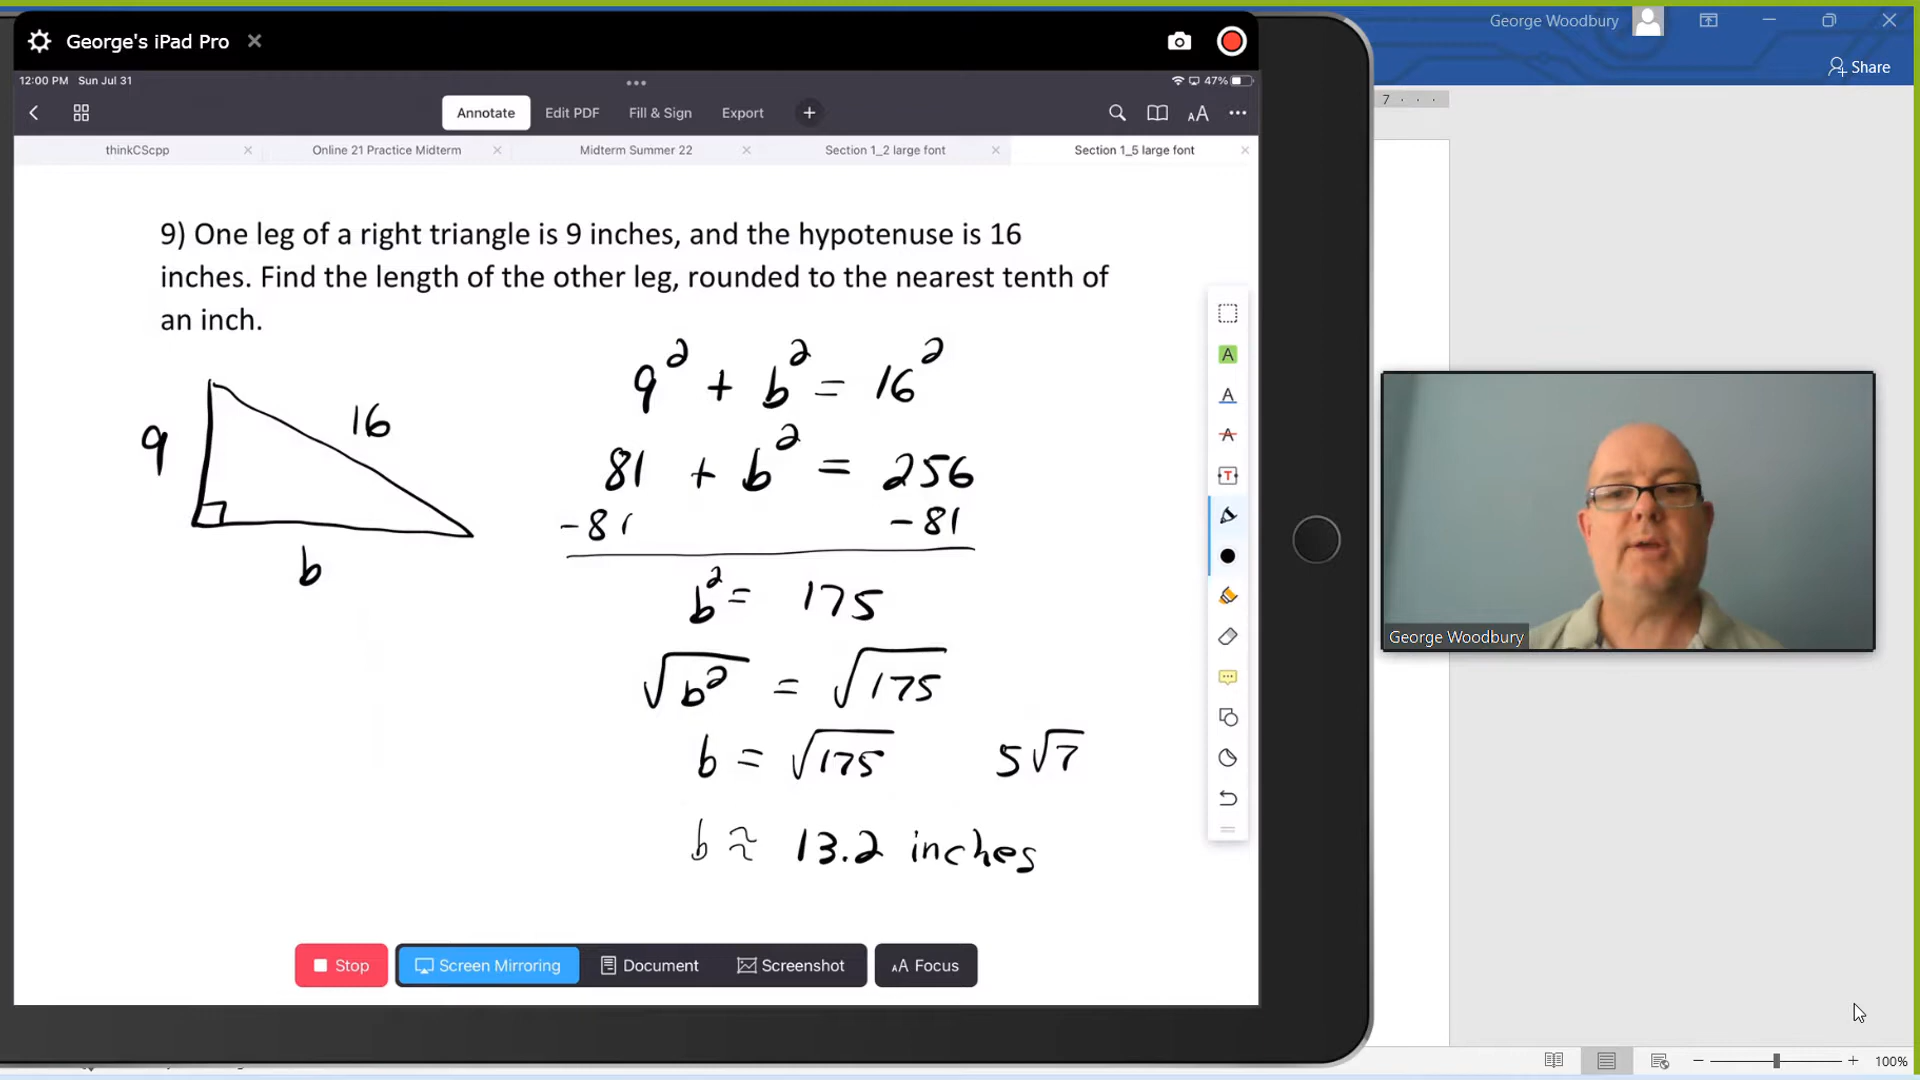 George Woodbury
George's iPad Pro
Share
12:00 PM Sun Jul 31
47%
7
Annotate Edit PDF Fill & Sign Export
thinkCScpp Online 21 Practice Midterm Midterm Summer 22 Section 1_2 large font Section 1_5 large font
9) One leg of a right triangle is 9 inches, and the hypotenuse is 16
inches. Find the length of the other leg, rounded to the nearest tenth of
an inch.
9
16
b
9² + b² = 16²
81 + b² = 256
-81 -81
b² = 175
√b² = √175
b = √175 5√7
b ≈ 13.2 inches
George Woodbury
Stop Screen Mirroring Document Screenshot AA Focus
100%